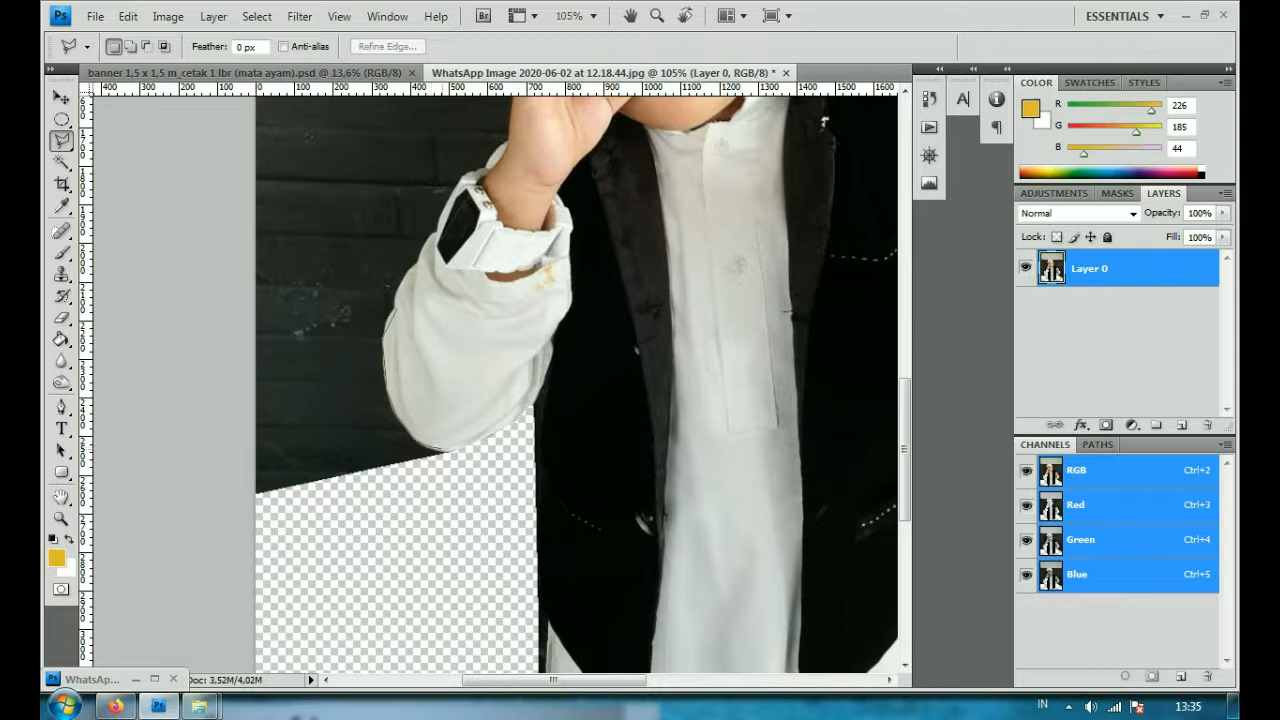 Ps File Edit Image Layer Select Filter View Window Help Br 105% ESSENTIALS
Feather: 0 px Anti-alias Refine Edge...
banner 1,5 x 1,5 m_cetak 1 lbr (mata ayam).psd @ 13,6% (RGB/8) × WhatsApp Image 2020-06-02 at 12.18.44.jpg @ 105% (Layer 0, RGB/8) * ×
400 300 200 100 0 100 200 300 400 500 600 700 800 900 1000 1100 1200 1300 1400 1500 1600
COLOR SWATCHES STYLES
R 226
G 185
B 44
ADJUSTMENTS MASKS LAYERS
Normal Opacity: 100%
Lock: Fill: 100%
Layer 0
CHANNELS PATHS
RGB Ctrl+2
Red Ctrl+3
Green Ctrl+4
Blue Ctrl+5
Ps WhatsAp... Doc: 3,52M/4,02M
Ps IN 13:35